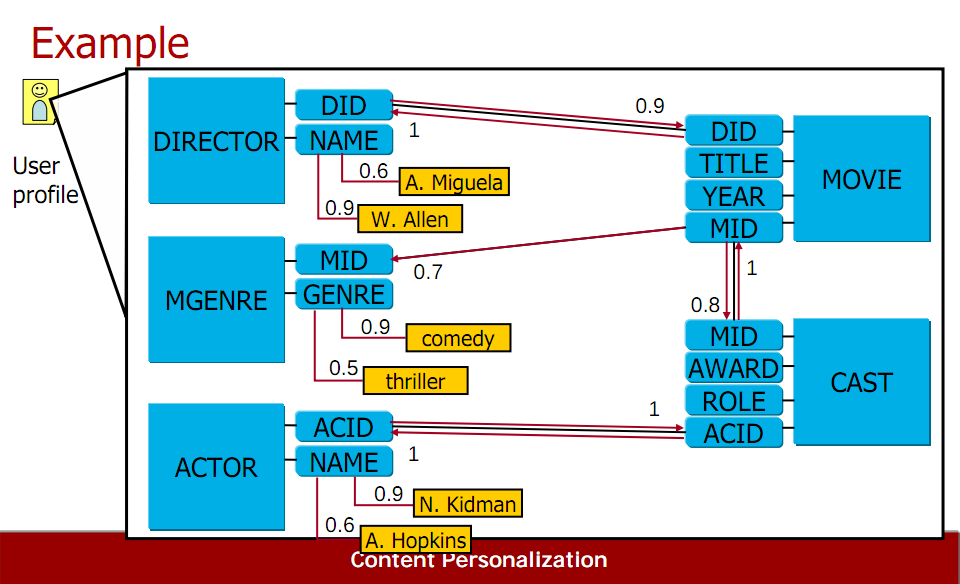 Example
User
profile
DIRECTOR
DID
NAME
0.9
1
0.6
A. Miguela
0.9
W. Allen
DID
TITLE
YEAR
MID
MOVIE
MGENRE
MID
GENRE
0.7
0.9
comedy
0.5
thriller
1
0.8
MID
AWARD
ROLE
ACID
CAST
ACTOR
ACID
NAME
1
1
0.9
N. Kidman
0.6
A. Hopkins
Content Personalization